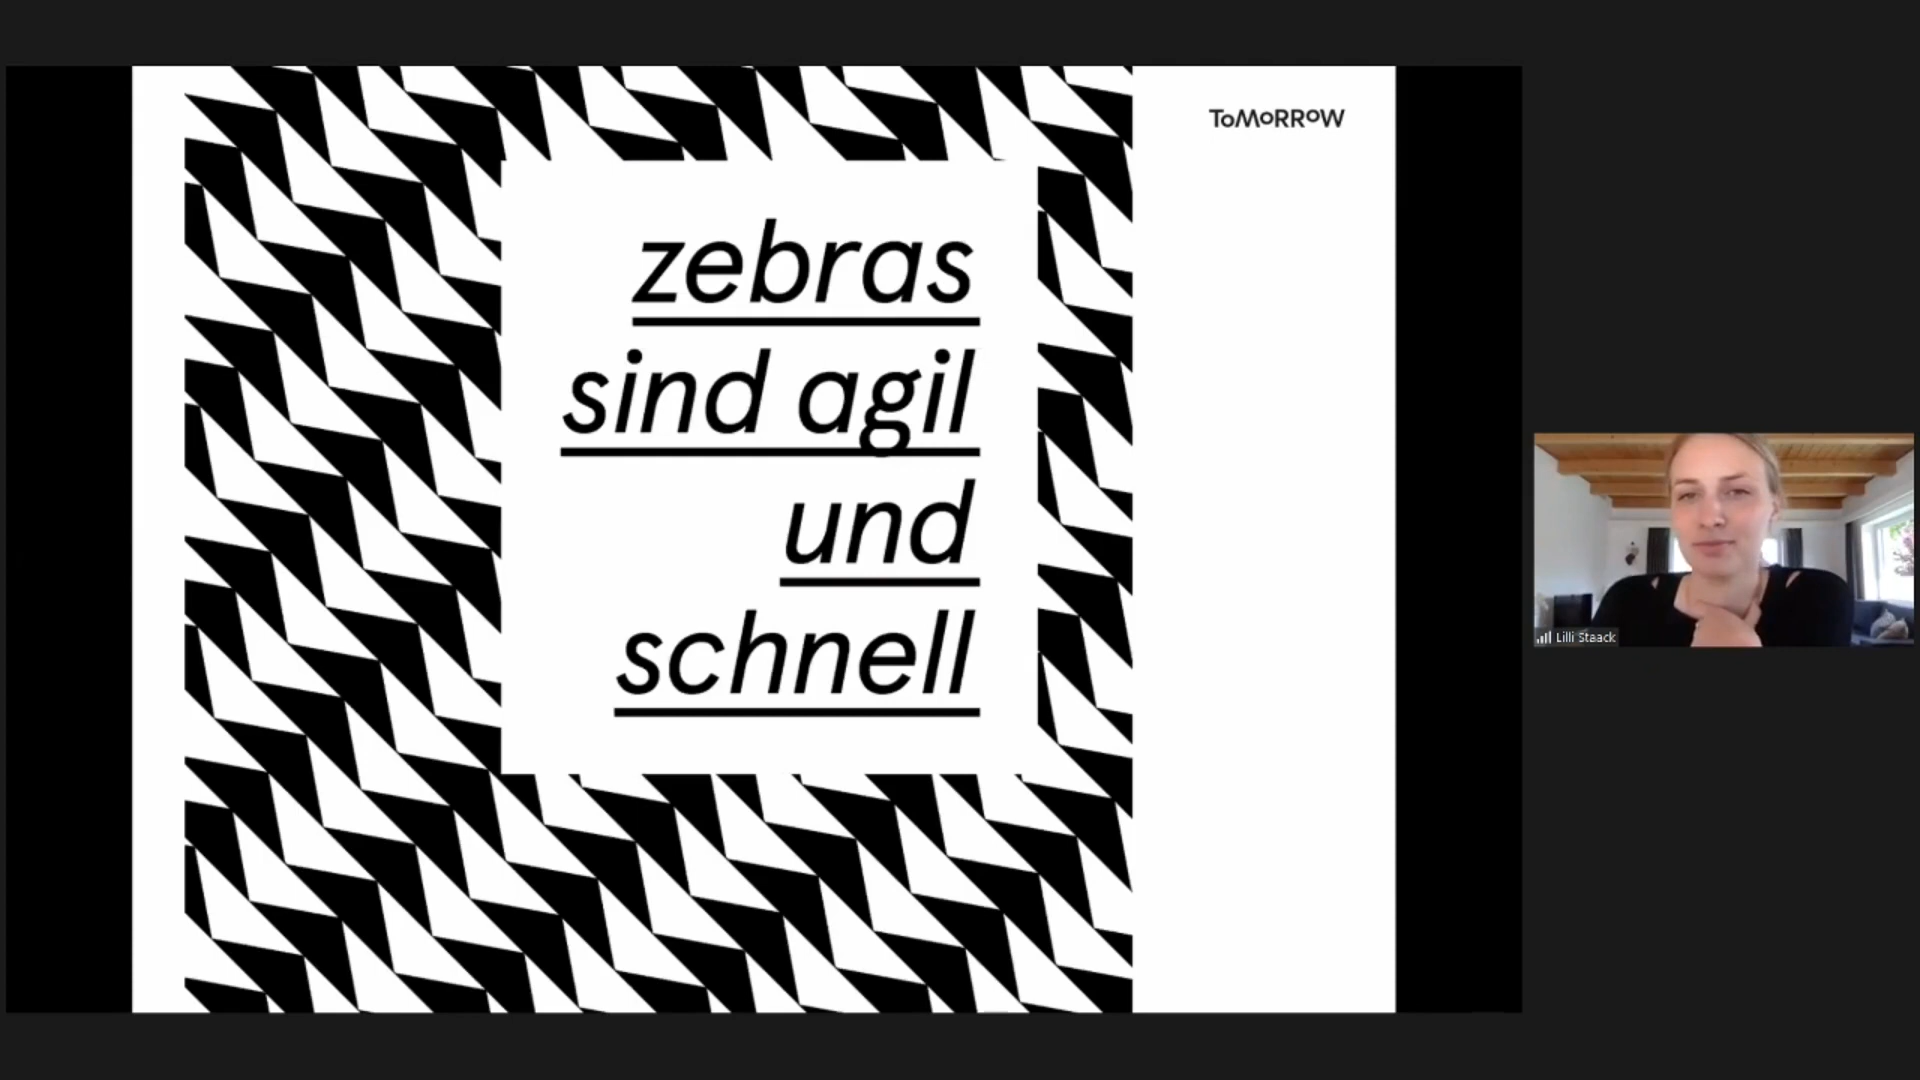 ToMoRRoW
zebras
sind agil
und
schnell
Lilli Staack